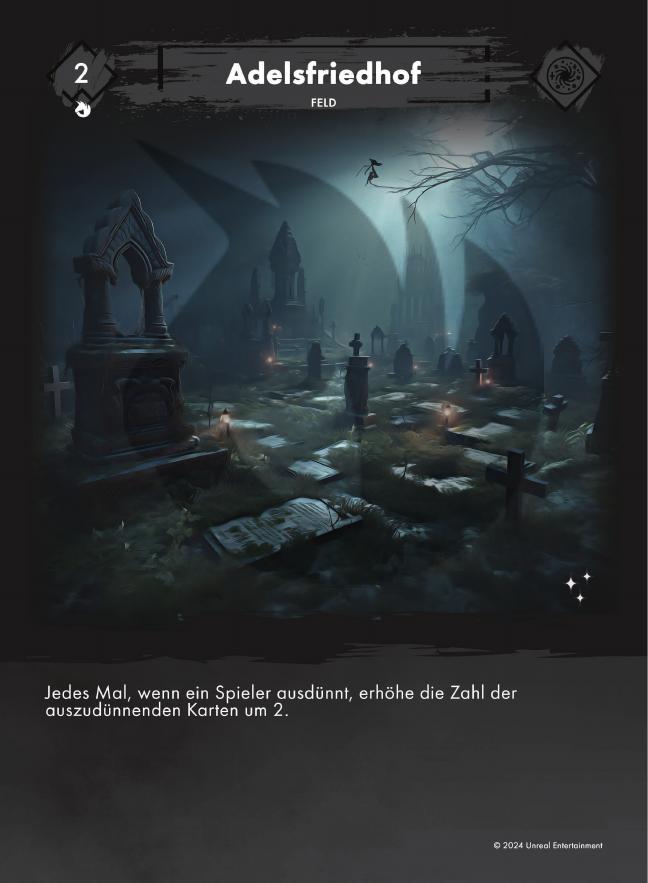 2
Adelsfriedhof
FELD
Jedes Mal, wenn ein Spieler ausdünnt, erhöhe die Zahl der
auszudünnenden Karten um 2.
© 2024 Unreal Entertainment